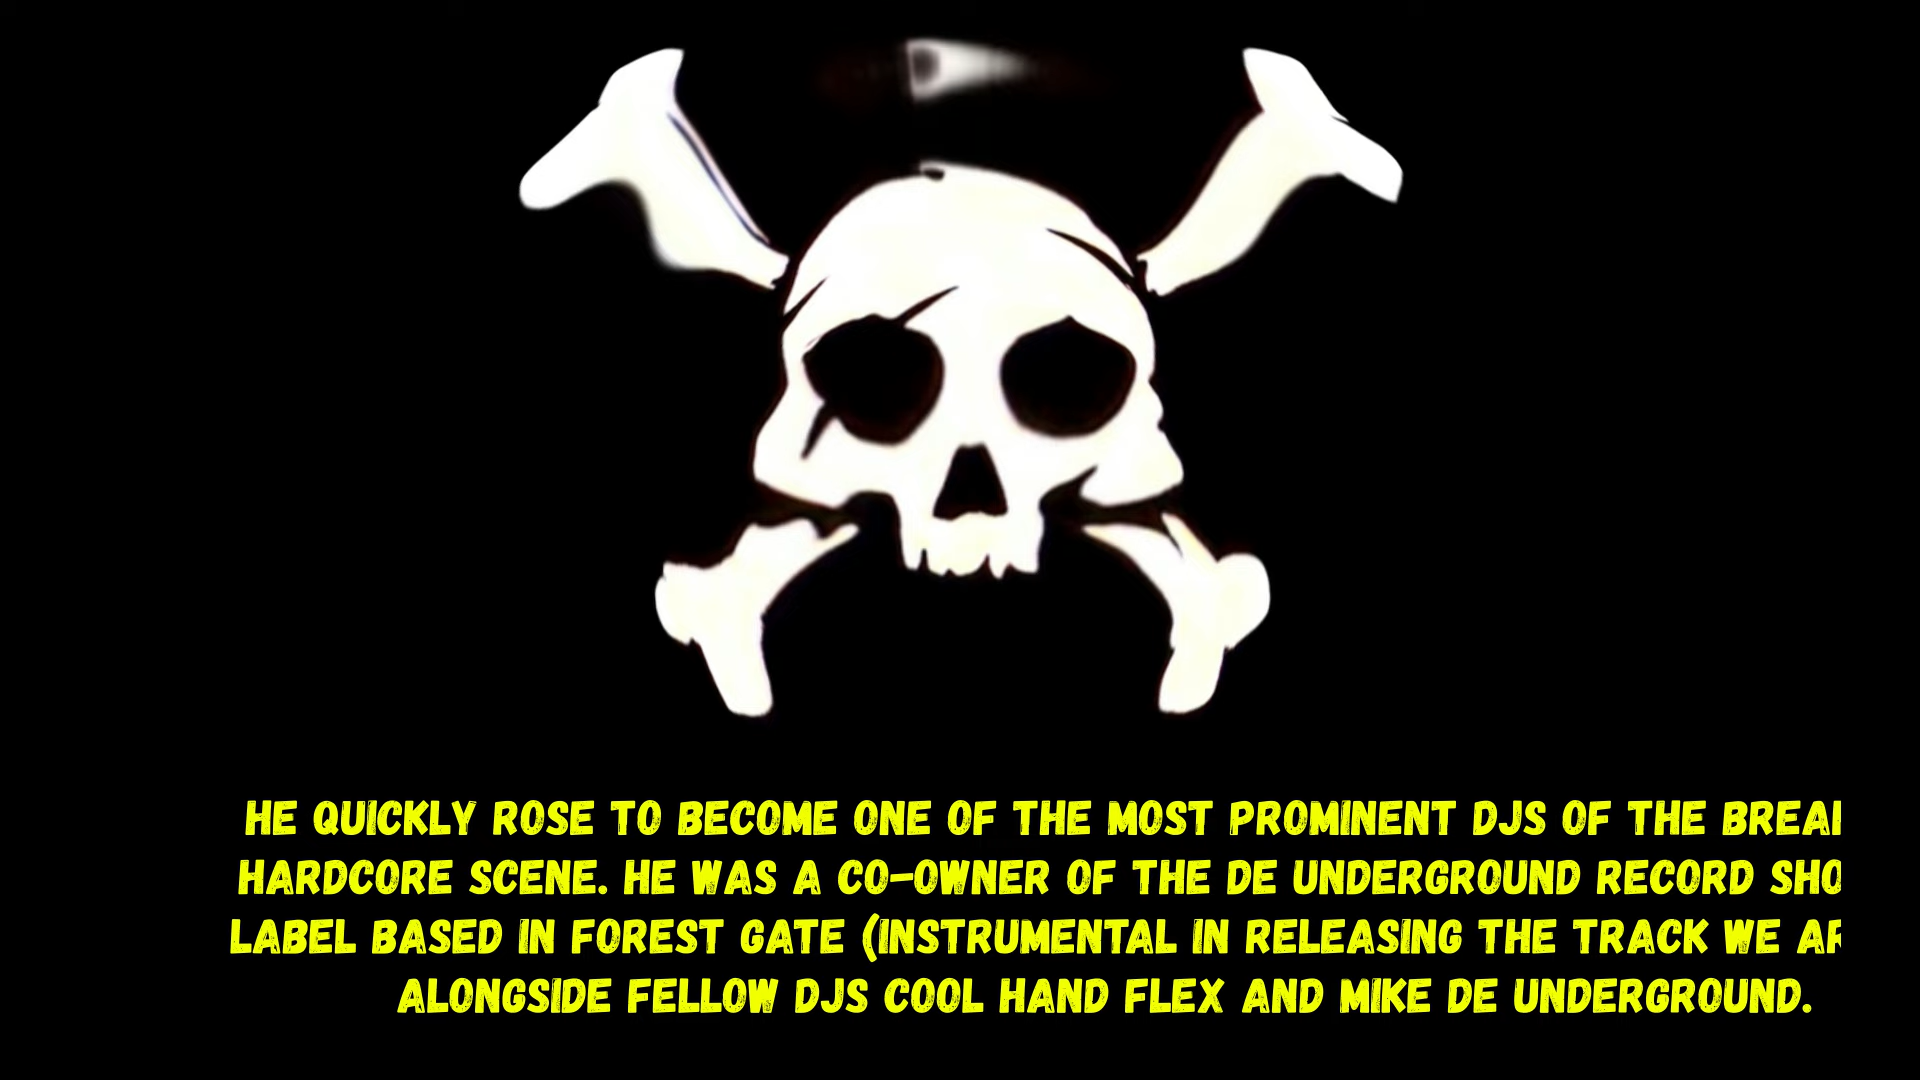 HE QUICKLY ROSE TO BECOME ONE OF THE MOST PROMINENT DJS OF THE
HARDCORE SCENE. HE WAS A CO-OWNER OF THE DE UNDERGROUND RECORD
LABEL BASED IN FOREST GATE (INSTRUMENTAL IN RELEASING THE TRACK WE
ALONGSIDE FELLOW DJS COOL HAND FLEX AND MIKE DE UNDERGROUND.